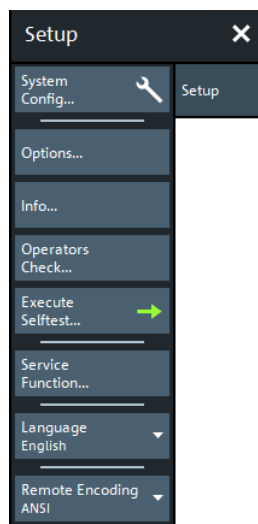 Setup
System
Config...
Setup
Options...
Info...
Operators
Check...
Execute
Selftest...
Service
Function...
Language
English
Remote Encoding
ANSI